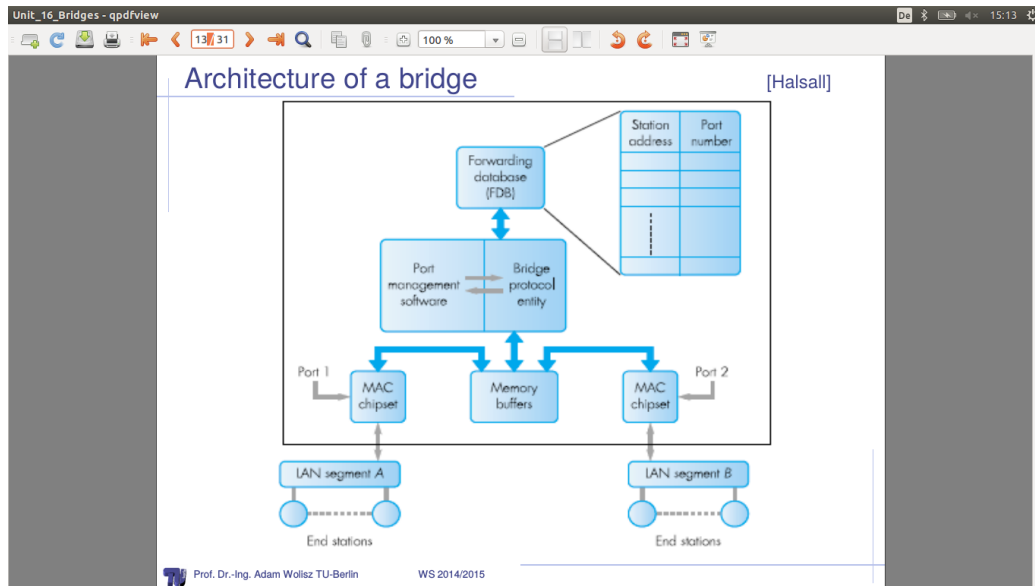 Unit_16_Bridges - qpdfview
De
15:13
13 / 31
100 %
Architecture of a bridge
[Halsall]
Station
address
Port
number
Forwarding
database
(FDB)
Port
management
software
Bridge
protocol
entity
Port 1
MAC
chipset
Memory
buffers
MAC
chipset
Port 2
LAN segment A
LAN segment B
End stations
End stations
Prof. Dr.-Ing. Adam Wolisz TU-Berlin
WS 2014/2015